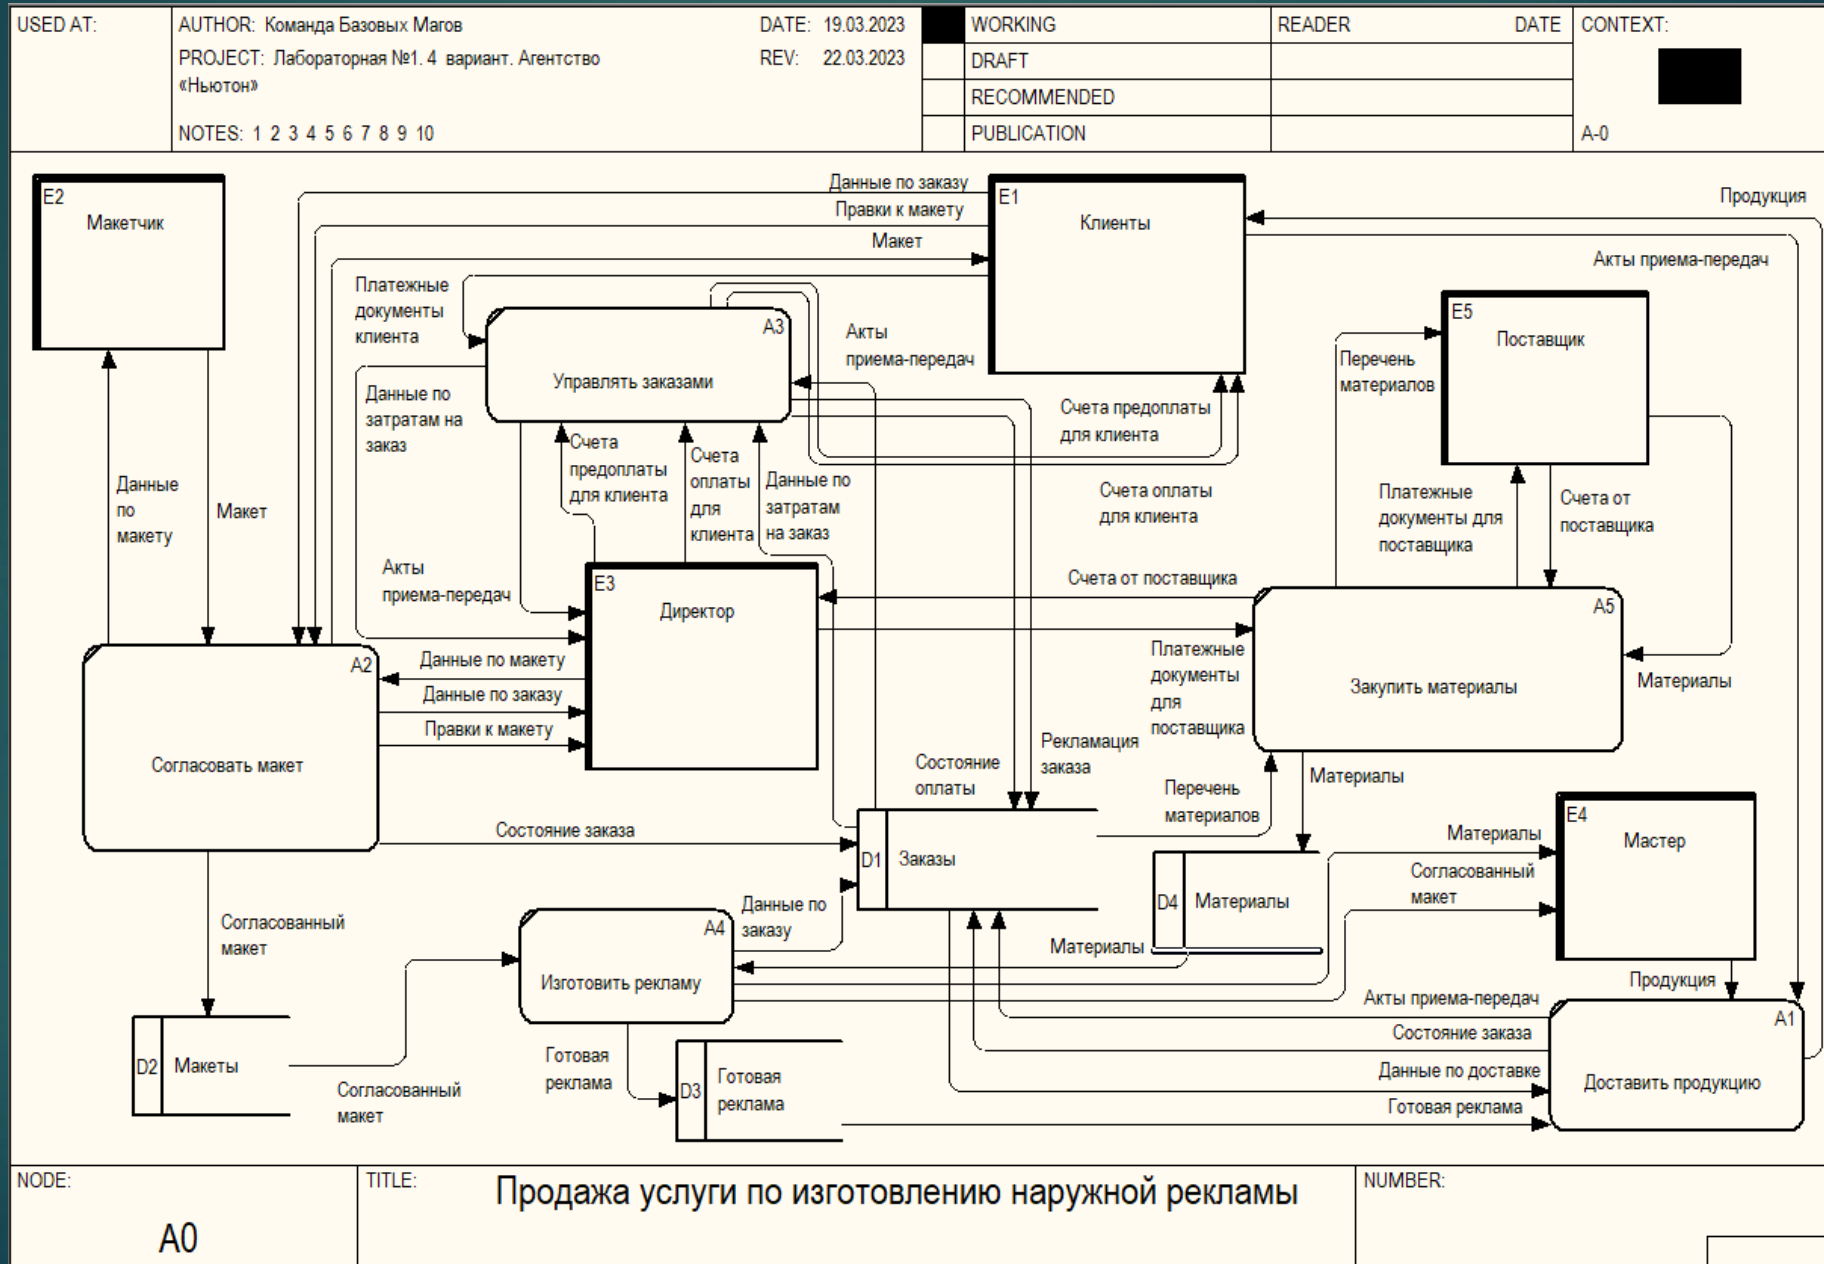 USED AT:
AUTHOR: Команда Базовых Магов
DATE: 19.03.2023
PROJECT: Лабораторная №1. 4 вариант. Агентство
«Ньютон»
REV: 22.03.2023
NOTES: 1 2 3 4 5 6 7 8 9 10
WORKING
DRAFT
RECOMMENDED
PUBLICATION
READER
DATE
CONTEXT:
A-0
E2
Макетчик
Данные по заказу
Правки к макету
Макет
E1
Клиенты
Продукция
Акты приема-передач
Платежные
документы
клиента
A3
Управлять заказами
Акты
приема-передач
E5
Поставщик
Перечень
материалов
Данные по
затратам на
заказ
Счета предоплаты
для клиента
Счета
предоплаты
для клиента
Счета
оплаты
для
клиента
Данные по
затратам
на заказ
Счета оплаты
для клиента
Данные
по
макету
Макет
Платежные
документы для
поставщика
Счета от
поставщика
Акты
приема-передач
E3
Директор
Счета от поставщика
A5
Закупить материалы
Материалы
A2
Согласовать макет
Данные по макету
Данные по заказу
Правки к макету
Платежные
документы
для
поставщика
Состояние
оплаты
Рекламация
заказа
Перечень
материалов
Материалы
Состояние заказа
D1
Заказы
D4
Материалы
Материалы
Согласованный
макет
E4
Мастер
Согласованный
макет
A4
Изготовить рекламу
Данные по
заказу
Материалы
Продукция
Акты приема-передач
Состояние заказа
Данные по доставке
Готовая реклама
A1
Доставить продукцию
D2
Макеты
Согласованный
макет
Готовая
реклама
D3
Готовая
реклама
NODE:
A0
TITLE:
Продажа услуги по изготовлению наружной рекламы
NUMBER: